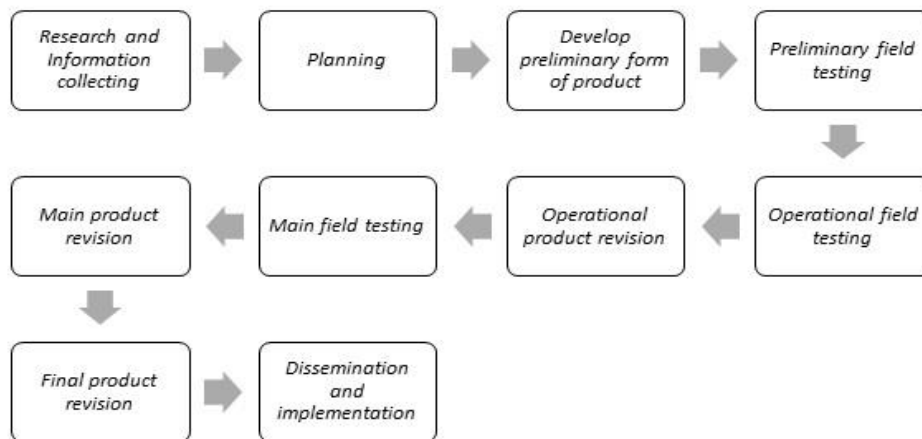 Research and
Information
collecting
Planning
Develop
preliminary form
of product
Preliminary field
testing
Operational field
testing
Operational
product revision
Main field testing
Main product
revision
Final product
revision
Dissemination
and
implementation